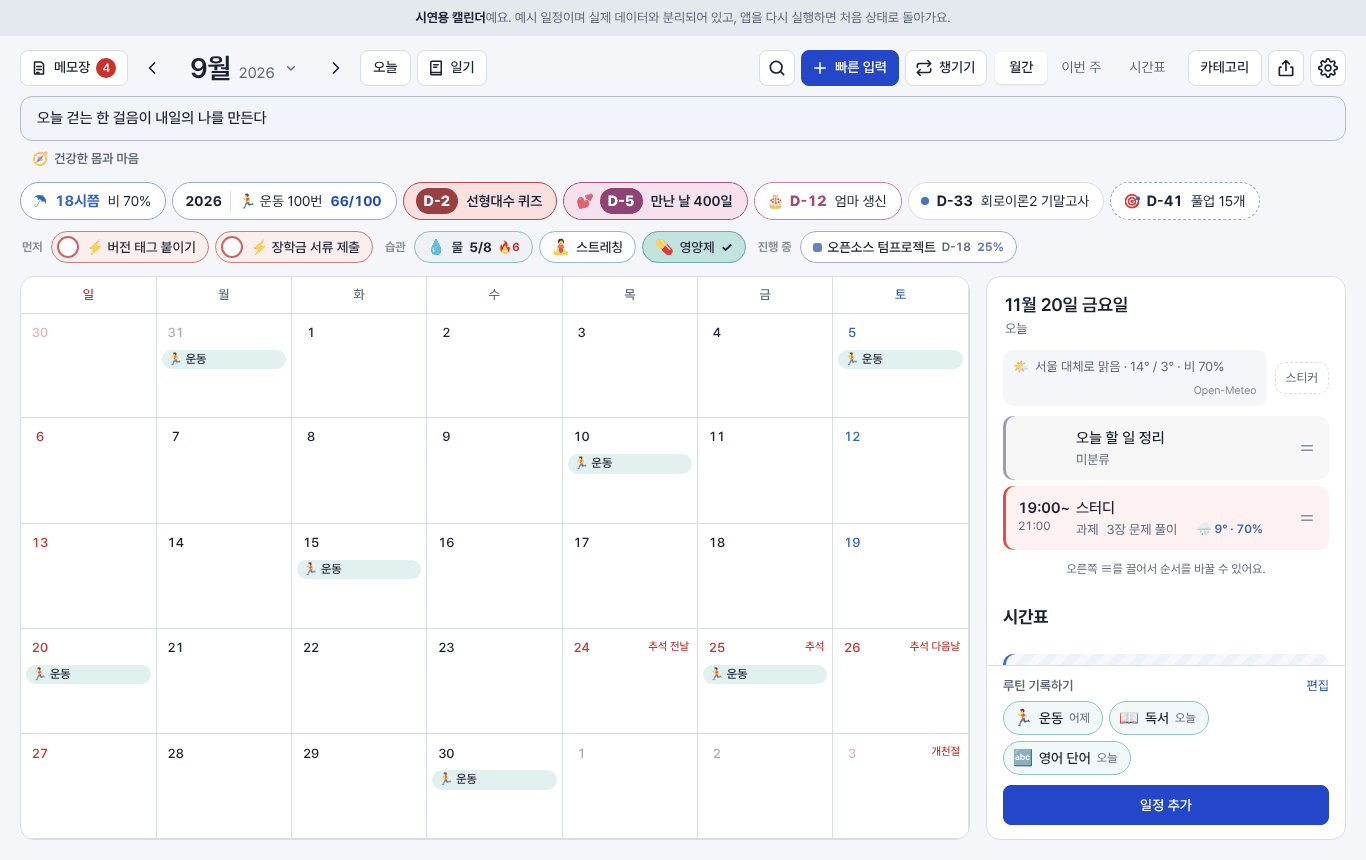 시연용 캘린더예요. 예시 일정이며 실제 데이터와 분리되어 있고, 앱을 다시 실행하면 처음 상태로 돌아가요.
메모장 4 9월 2026 오늘 일기 빠른 입력 챙기기 월간 이번 주 시간표 카테고리
오늘 걷는 한 걸음이 내일의 나를 만든다
건강한 몸과 마음
18시쯤 비 70% 2026 운동 100번 66/100 D-2 선형대수 퀴즈 D-5 만난 날 400일 D-12 엄마 생신 D-33 회로이론2 기말고사 D-41 풀업 15개
먼저 버전 태그 붙이기 장학금 서류 제출 습관 물 5/8 6 스트레칭 영양제 진행 중 오픈소스 텀프로젝트 D-18 25%
일 월 화 수 목 금 토
30 31 1 2 3 4 5
운동 운동
6 7 8 9 10 11 12
운동
13 14 15 16 17 18 19
운동
20 21 22 23 24 추석 전날 25 추석 26 추석 다음날
운동 운동
27 28 29 30 1 2 3 개천절
운동
11월 20일 금요일
오늘
서울 대체로 맑음 · 14° / 3° · 비 70%
Open-Meteo
스티커
오늘 할 일 정리
미분류
19:00~ 스터디
21:00 과제 3장 문제 풀이 9° · 70%
오른쪽 ≡를 끌어서 순서를 바꿀 수 있어요.
시간표
루틴 기록하기 편집
운동 어제 독서 오늘
abc 영어 단어 오늘
일정 추가